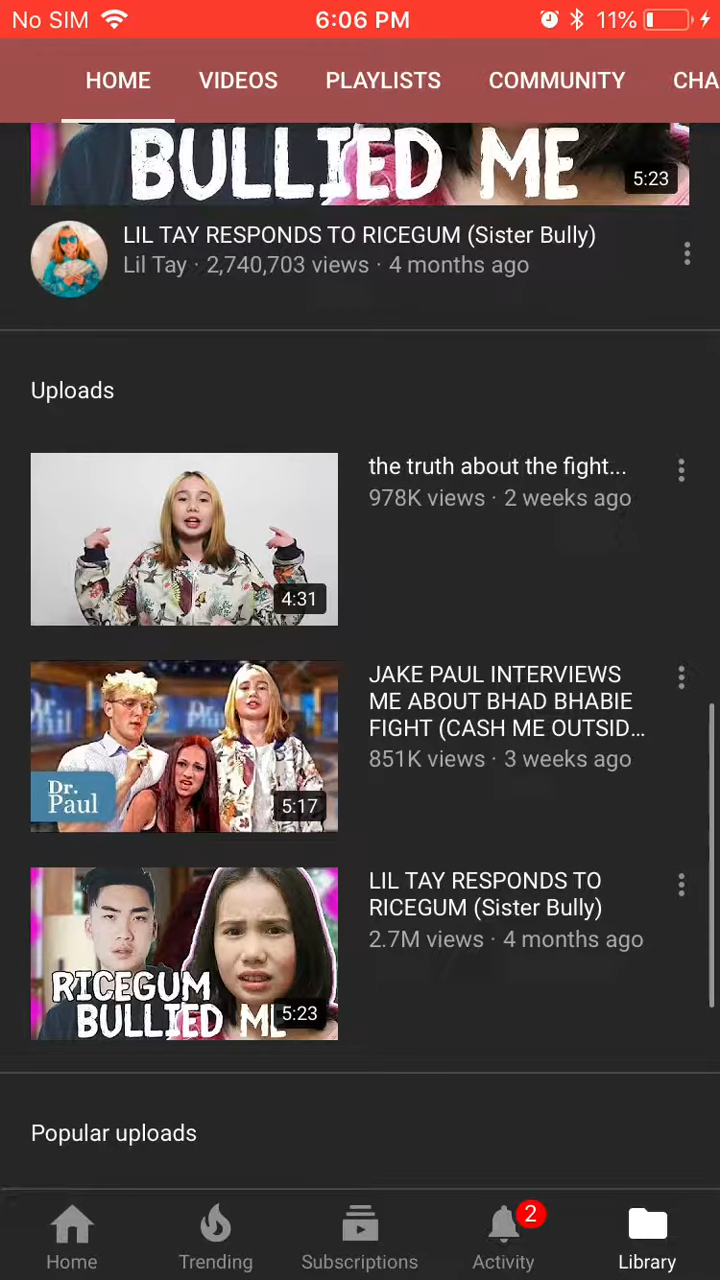 No SIM 6:06 PM 11%
HOME VIDEOS PLAYLISTS COMMUNITY CHA
BULLIED ME
5:23
LIL TAY RESPONDS TO RICEGUM (Sister Bully)
Lil Tay · 2,740,703 views · 4 months ago
Uploads
the truth about the fight...
978K views · 2 weeks ago
4:31
JAKE PAUL INTERVIEWS
ME ABOUT BHAD BHABIE
FIGHT (CASH ME OUTSID...
851K views · 3 weeks ago
Dr.
Paul
5:17
LIL TAY RESPONDS TO
RICEGUM (Sister Bully)
2.7M views · 4 months ago
RICEGUM
BULLIED ME
5:23
Popular uploads
2
Home Trending Subscriptions Activity Library